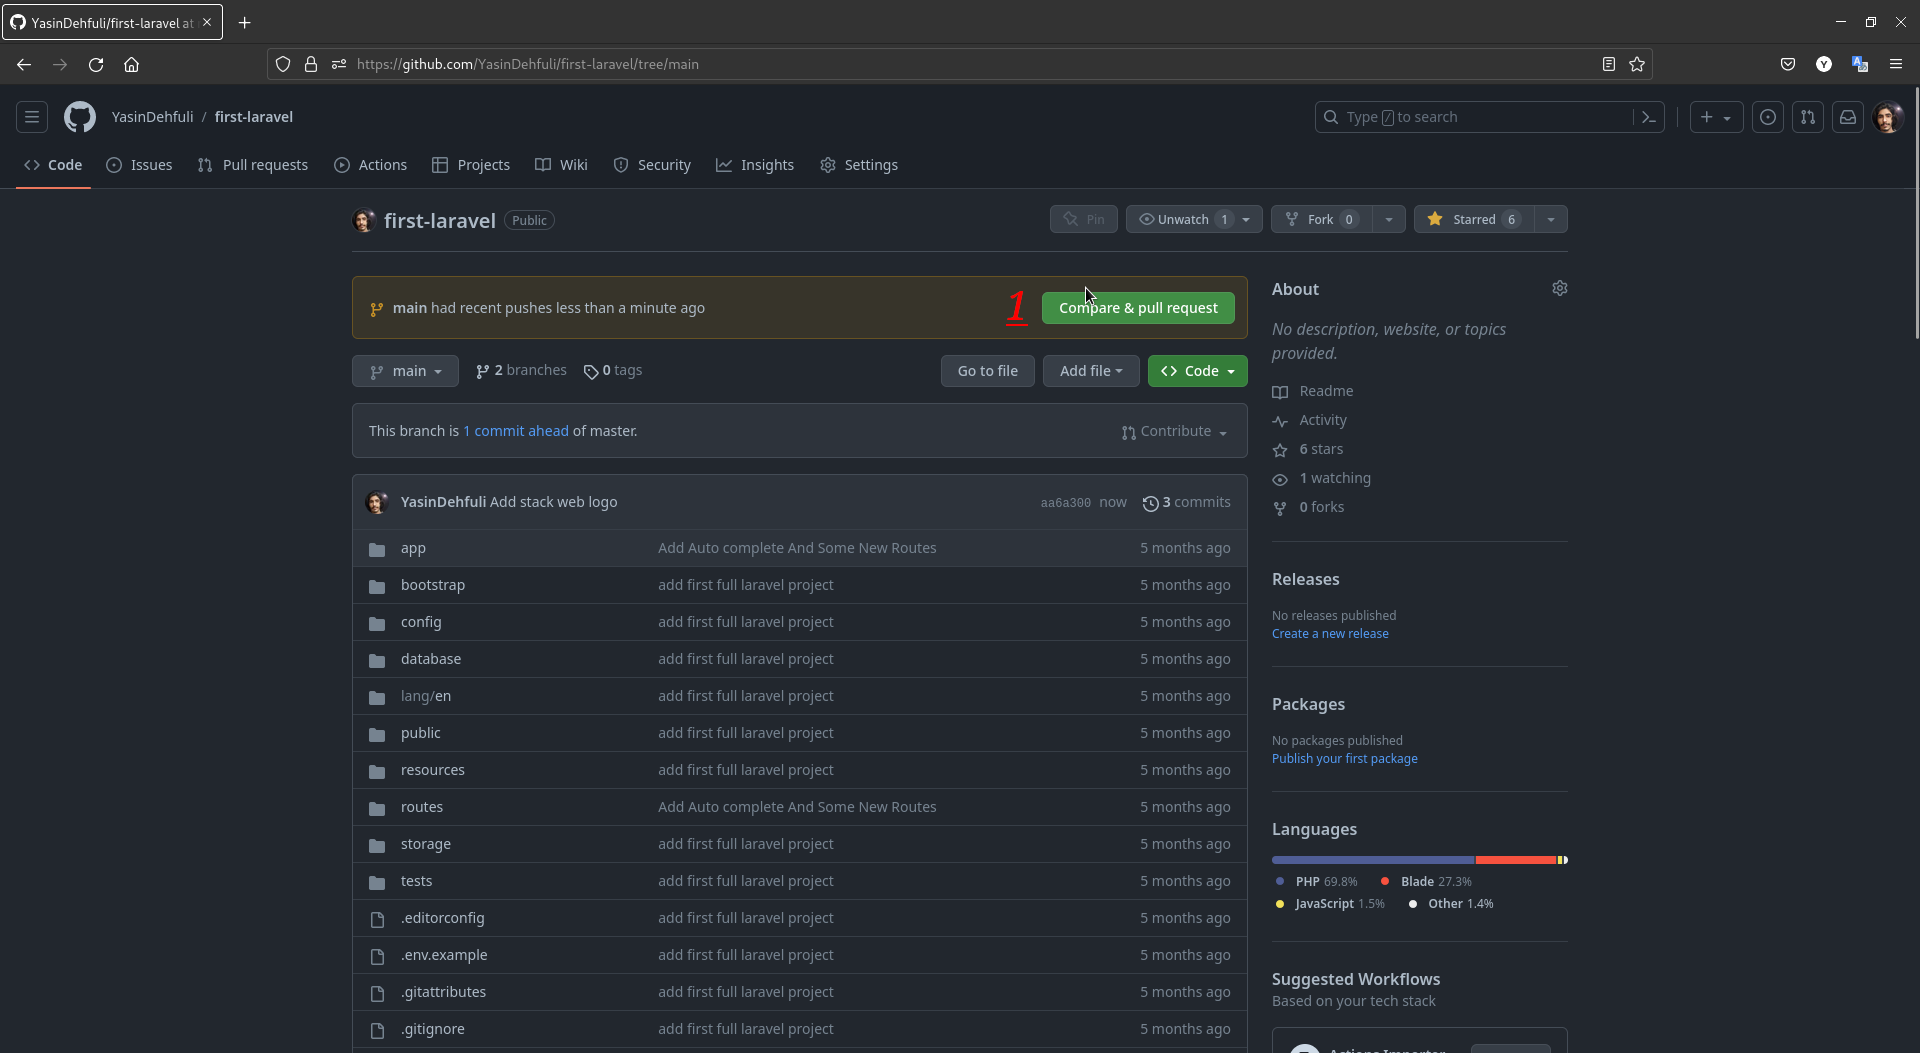 YasinDehfuli/first-laravel at
https://github.com/YasinDehfuli/first-laravel/tree/main
YasinDehfuli / first-laravel
Type / to search
Code Issues Pull requests Actions Projects Wiki Security Insights Settings
first-laravel Public
Pin Unwatch 1 Fork 0 Starred 6
main had recent pushes less than a minute ago 1 Compare & pull request
main 2 branches 0 tags Go to file Add file Code
This branch is 1 commit ahead of master. Contribute
YasinDehfuli Add stack web logo aa6a300 now 3 commits
app Add Auto complete And Some New Routes 5 months ago
bootstrap add first full laravel project 5 months ago
config add first full laravel project 5 months ago
database add first full laravel project 5 months ago
lang/en add first full laravel project 5 months ago
public add first full laravel project 5 months ago
resources add first full laravel project 5 months ago
routes Add Auto complete And Some New Routes 5 months ago
storage add first full laravel project 5 months ago
tests add first full laravel project 5 months ago
.editorconfig add first full laravel project 5 months ago
.env.example add first full laravel project 5 months ago
.gitattributes add first full laravel project 5 months ago
.gitignore add first full laravel project 5 months ago
About
No description, website, or topics
provided.
Readme
Activity
6 stars
1 watching
0 forks
Releases
No releases published
Create a new release
Packages
No packages published
Publish your first package
Languages
PHP 69.8% Blade 27.3%
JavaScript 1.5% Other 1.4%
Suggested Workflows
Based on your tech stack
Actions Importer